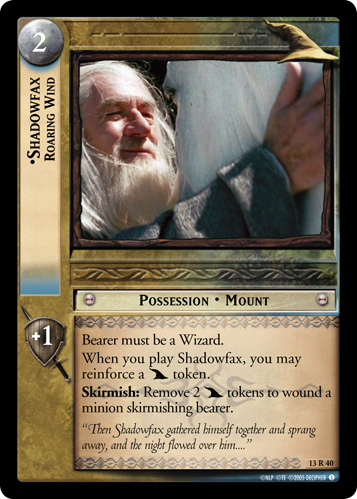 2
•Shadowfax
Roaring Wind
Possession • Mount
+1
Bearer must be a Wizard.
When you play Shadowfax, you may
reinforce a token.
Skirmish: Remove 2 tokens to wound a
minion skirmishing bearer.
“Then Shadowfax gathered himself together and sprang
away, and the night flowed over him....”
13 R 40
©NLP ©TE ©2005 DECIPHER